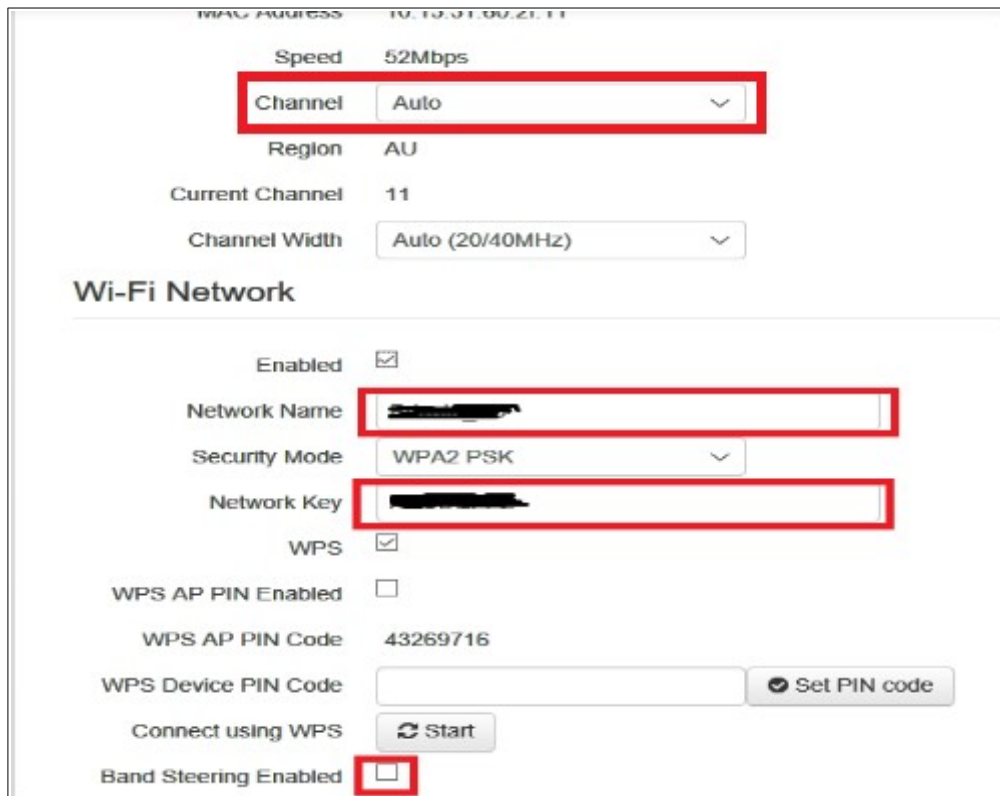 MAC Address
Speed 52Mbps
Channel Auto
Region AU
Current Channel 11
Channel Width Auto (20/40MHz)
Wi-Fi Network
Enabled
Network Name
Security Mode WPA2 PSK
Network Key
WPS
WPS AP PIN Enabled
WPS AP PIN Code 43269716
WPS Device PIN Code Set PIN code
Connect using WPS Start
Band Steering Enabled